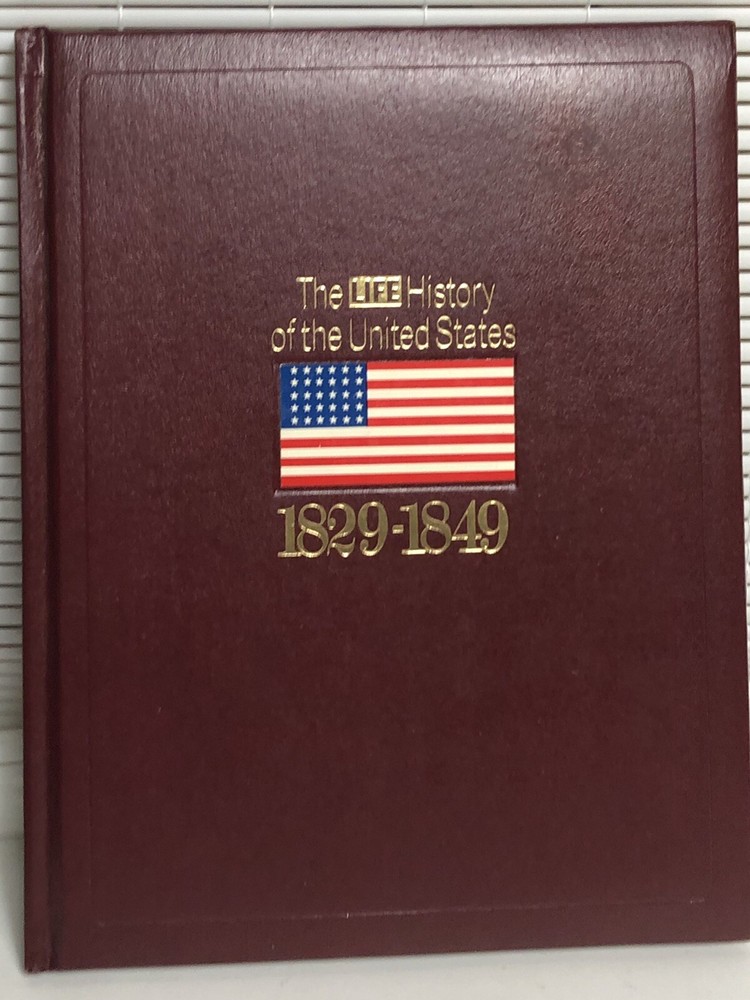 The LIFE History
of the United States
1829-1849